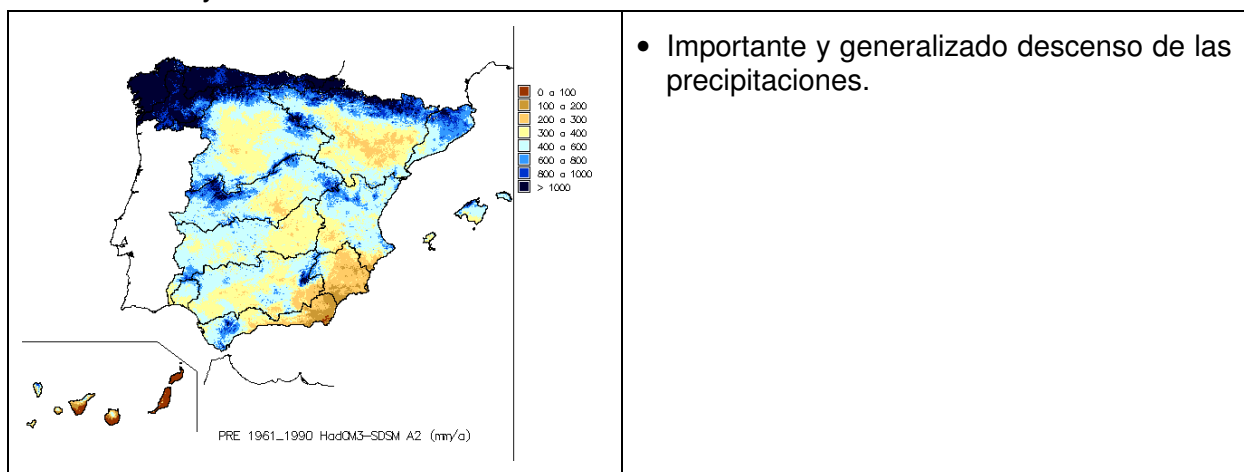 • Importante y generalizado descenso de las
precipitaciones.
0 a 100
100 a 200
200 a 300
300 a 400
400 a 600
600 a 800
800 a 1000
> 1000
PRE 1961_1990 HadCM3-SDSM A2 (mm/a)